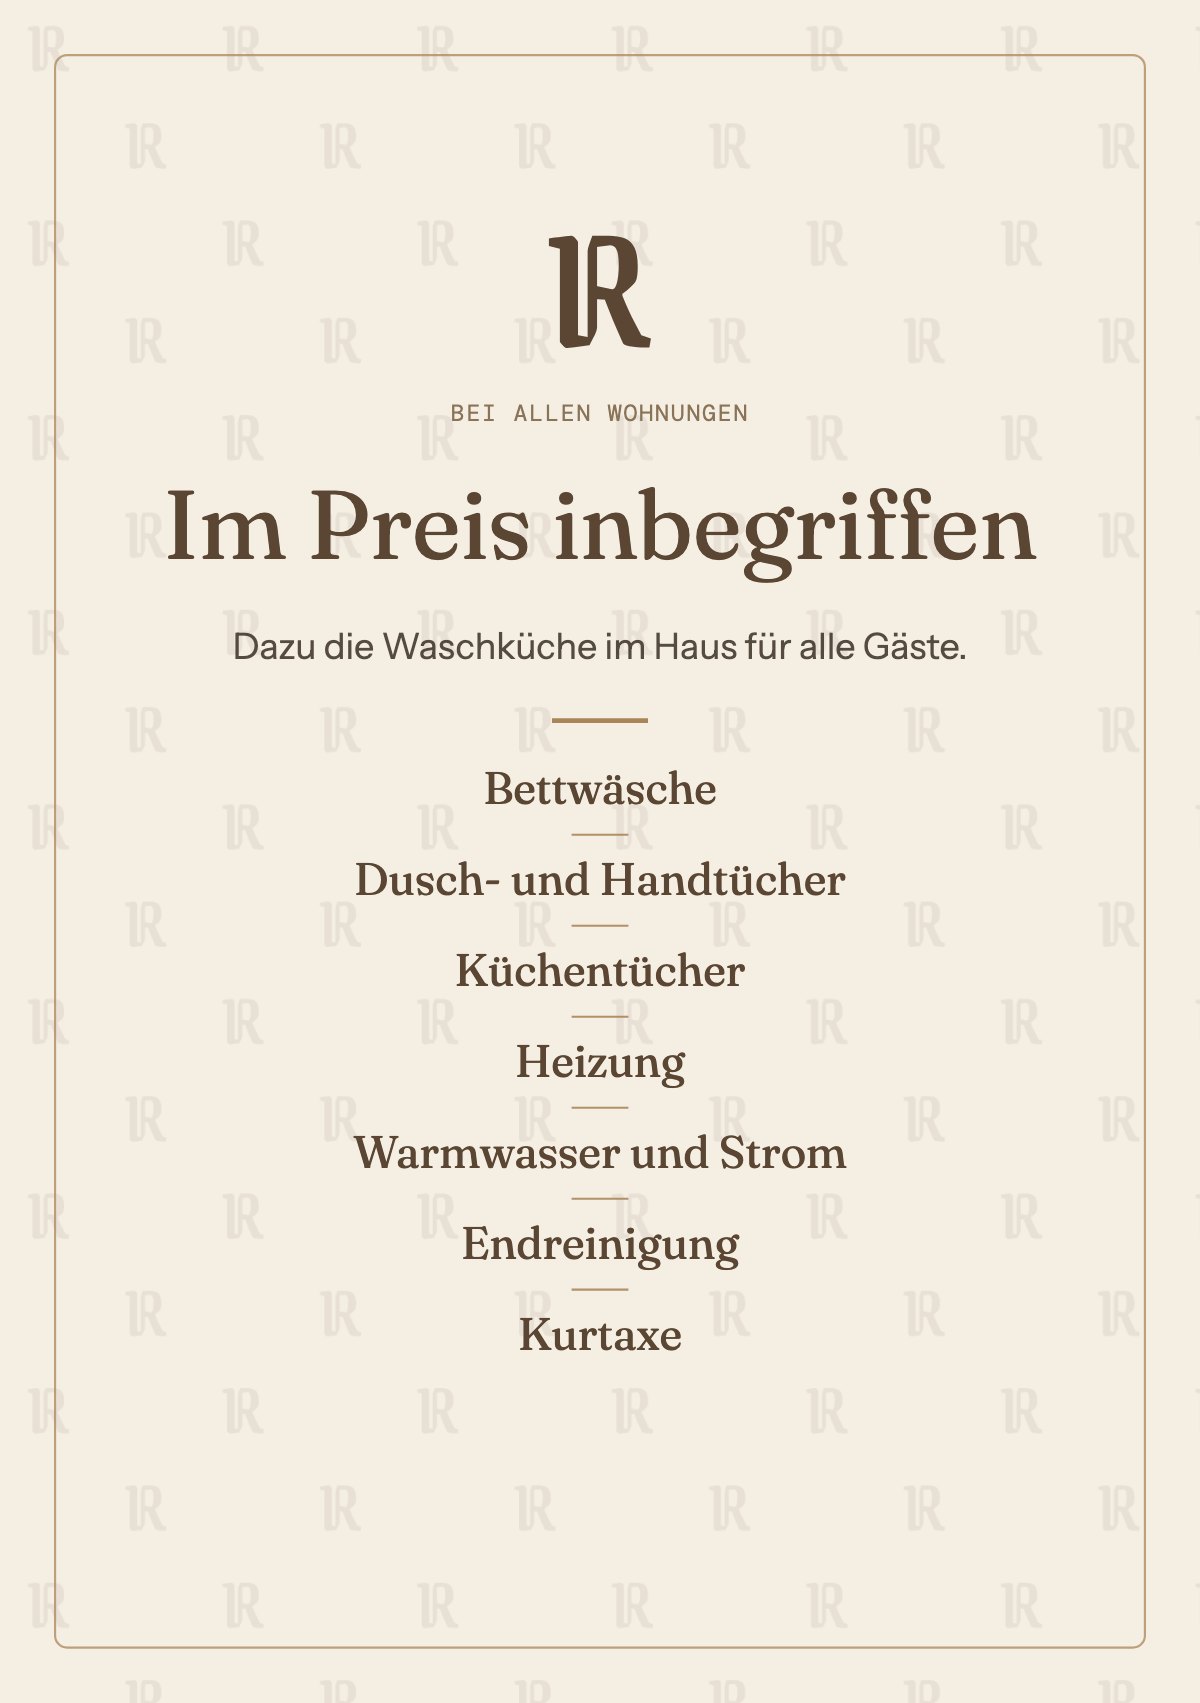 BEI ALLEN WOHNUNGEN
Im Preis inbegriffen
Dazu die Waschküche im Haus für alle Gäste.
Bettwäsche
Dusch- und Handtücher
Küchentücher
Heizung
Warmwasser und Strom
Endreinigung
Kurtaxe